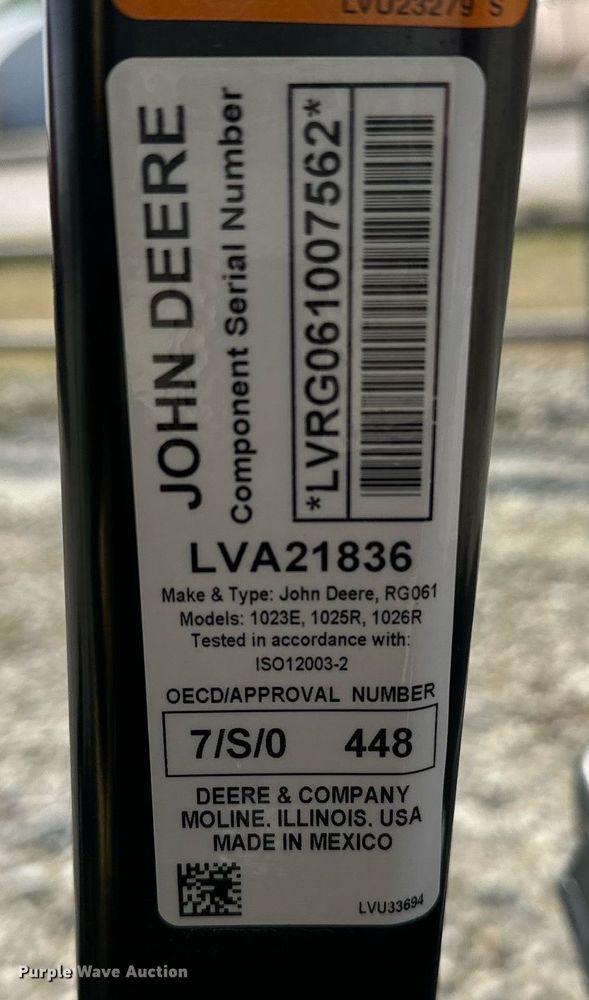 LVU23279 S
JOHN DEERE
Component Serial Number
*LVRG061007562*
LVA21836
Make & Type: John Deere, RG061
Models: 1023E, 1025R, 1026R
Tested in accordance with:
ISO12003-2
OECD/APPROVAL NUMBER
7/S/0 448
DEERE & COMPANY
MOLINE. ILLINOIS. USA
MADE IN MEXICO
LVU33694
Purple Wave Auction